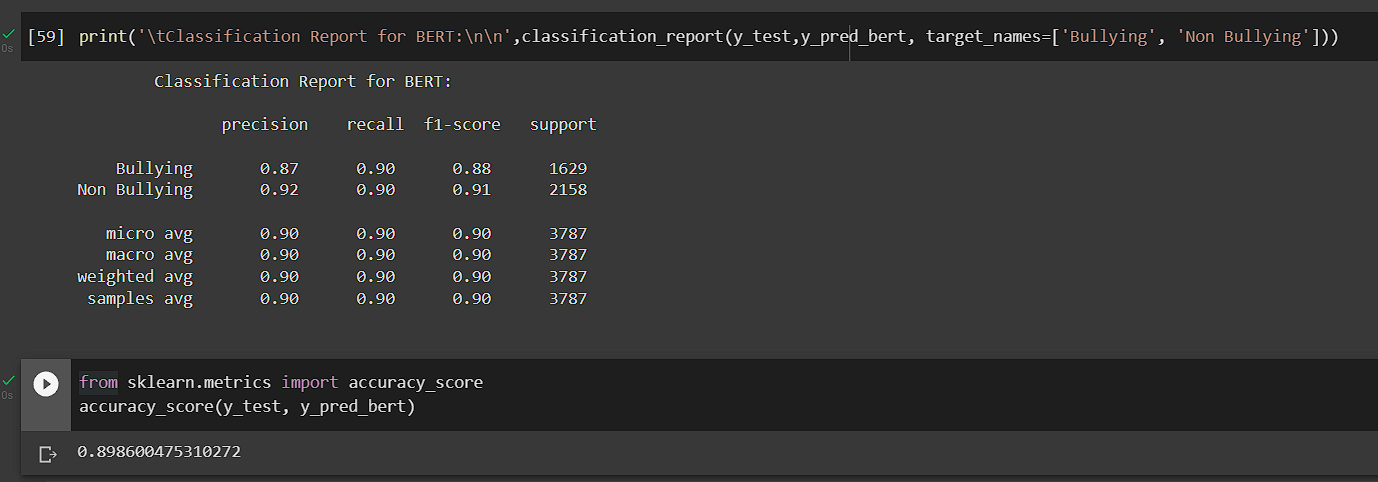 [59] print('\tClassification Report for BERT:\n\n',classification_report(y_test,y_pred_bert, target_names=['Bullying', 'Non Bullying']))
0s
Classification Report for BERT:
precision recall f1-score support
Bullying 0.87 0.90 0.88 1629
Non Bullying 0.92 0.90 0.91 2158
micro avg 0.90 0.90 0.90 3787
macro avg 0.90 0.90 0.90 3787
weighted avg 0.90 0.90 0.90 3787
samples avg 0.90 0.90 0.90 3787
from sklearn.metrics import accuracy_score
0s
accuracy_score(y_test, y_pred_bert)
0.898600475310272